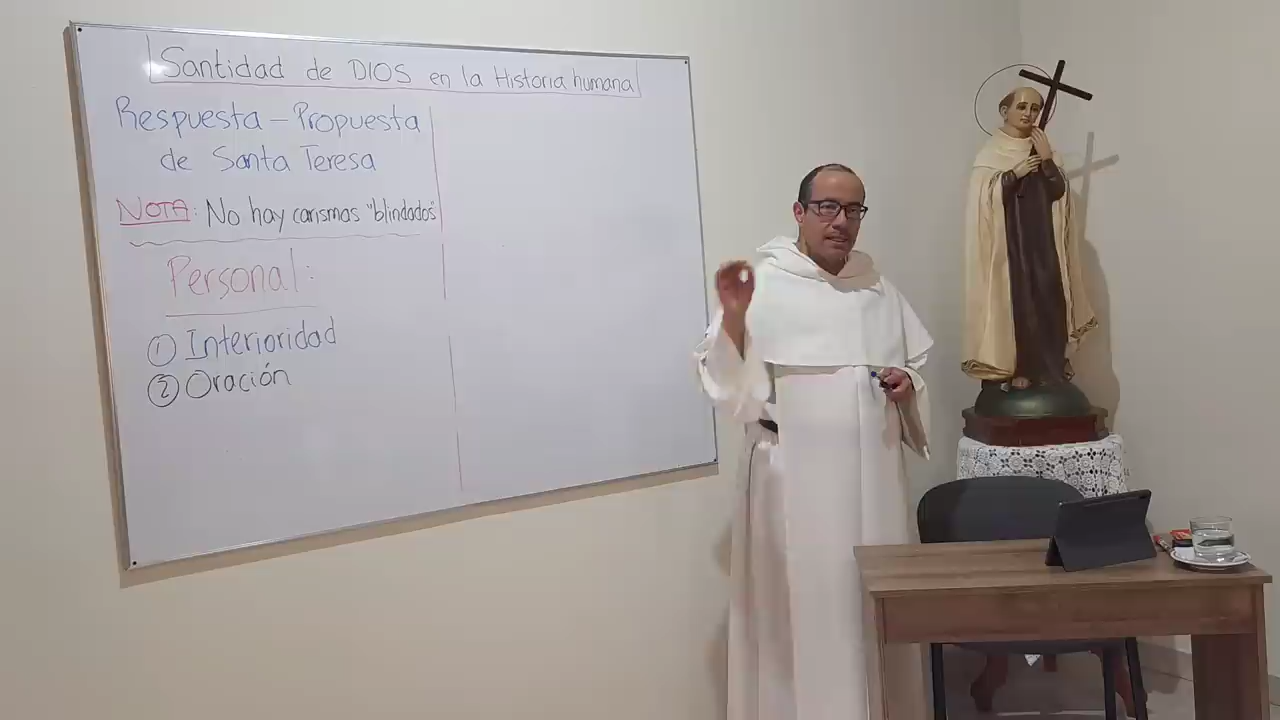 Santidad de DIOS en la Historia humana
Respuesta - Propuesta
de Santa Teresa
NOTA: No hay carismas "blindados"
Personal:
① Interioridad
② Oración